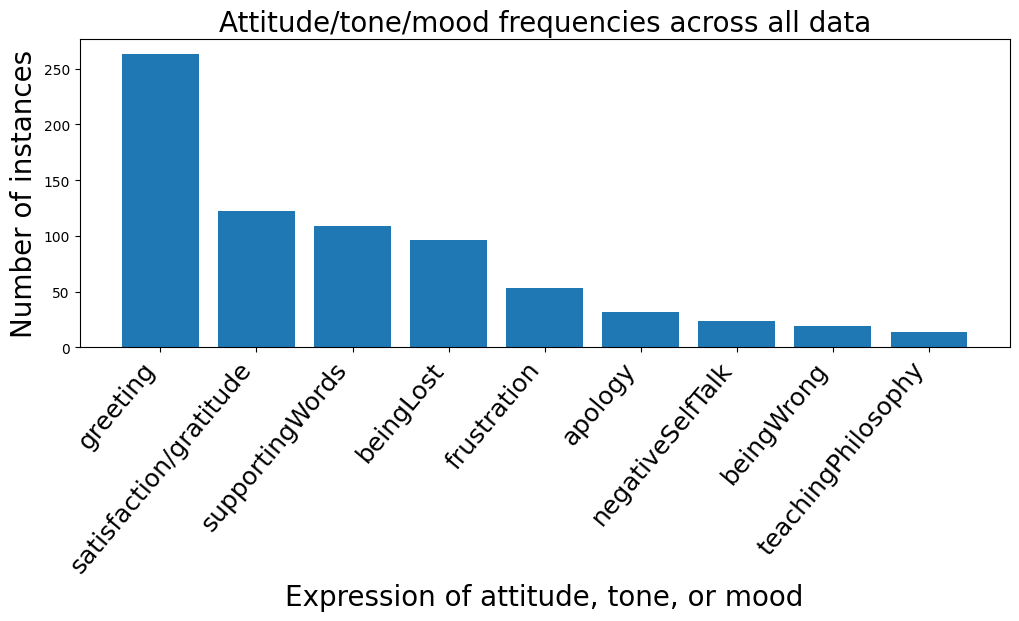 Attitude/tone/mood frequencies across all data
Number of instances
250
200
150
100
50
0
greeting
satisfaction/gratitude
supportingWords
beingLost
frustration
apology
negativeSelfTalk
beingWrong
teachingPhilosophy
Expression of attitude, tone, or mood